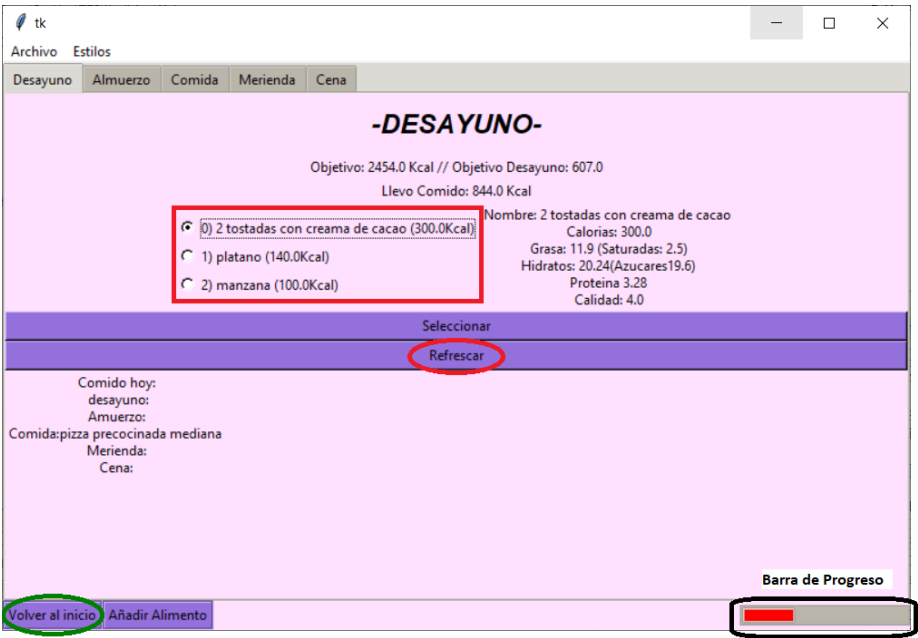 tk
Archivo Estilos
Desayuno Almuerzo Comida Merienda Cena
-DESAYUNO-
Objetivo: 2454.0 Kcal // Objetivo Desayuno: 607.0
Llevo Comido: 844.0 Kcal
0) 2 tostadas con creama de cacao (300.0Kcal)
1) platano (140.0Kcal)
2) manzana (100.0Kcal)
Nombre: 2 tostadas con creama de cacao
Calorias: 300.0
Grasa: 11.9 (Saturadas: 2.5)
Hidratos: 20.24(Azucares19.6)
Proteina 3.28
Calidad: 4.0
Seleccionar
Refrescar
Comido hoy:
desayuno:
Amuerzo:
Comida:pizza precocinada mediana
Merienda:
Cena:
Barra de Progreso
Volver al inicio Añadir Alimento